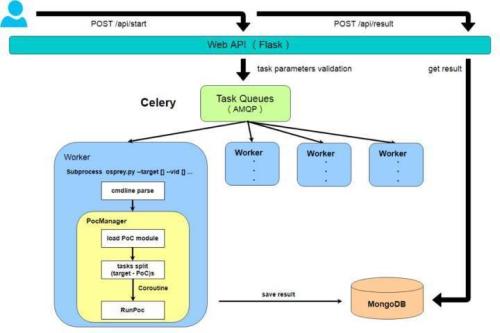 POST /api/start
POST /api/result
Web API （ Flask ）
task parameters validation
get result
Celery
Task Queues
（ AMQP ）
Worker
Subprocess osprey.py --target [] --vid [] ...
cmdline parse
PocManager
load PoC module
tasks split
(target - PoC)s
Coroutine
RunPoc
Worker
.
.
.
Worker
.
.
.
Worker
.
.
.
save result
MongoDB